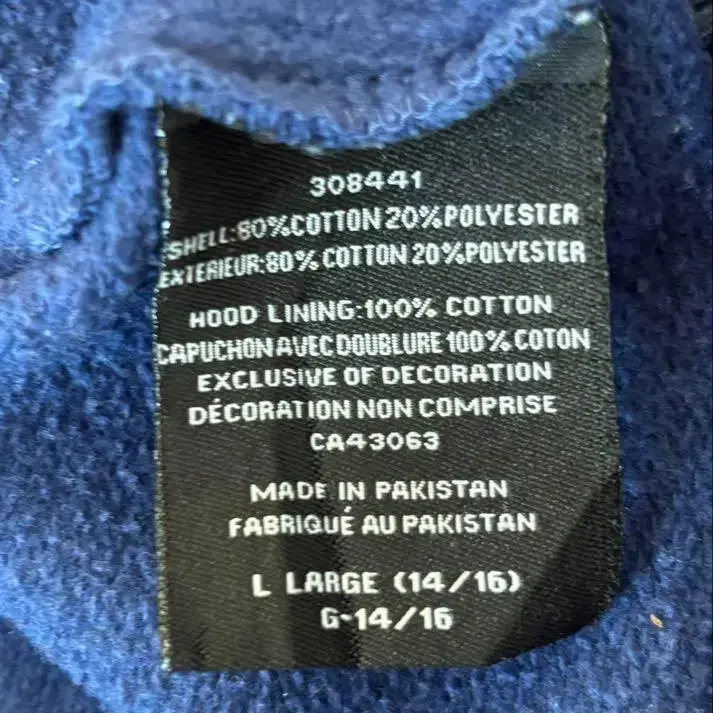 308441
SHELL:80%COTTON 20%POLYESTER
EXTERIEUR:80% COTTON 20%POLYESTER
HOOD LINING:100% COTTON
CAPUCHON AVEC DOUBLURE 100% COTON
EXCLUSIVE OF DECORATION
DÉCORATION NON COMPRISE
CA43063
MADE IN PAKISTAN
FABRIQUÉ AU PAKISTAN
L LARGE (14/16)
G-14/16